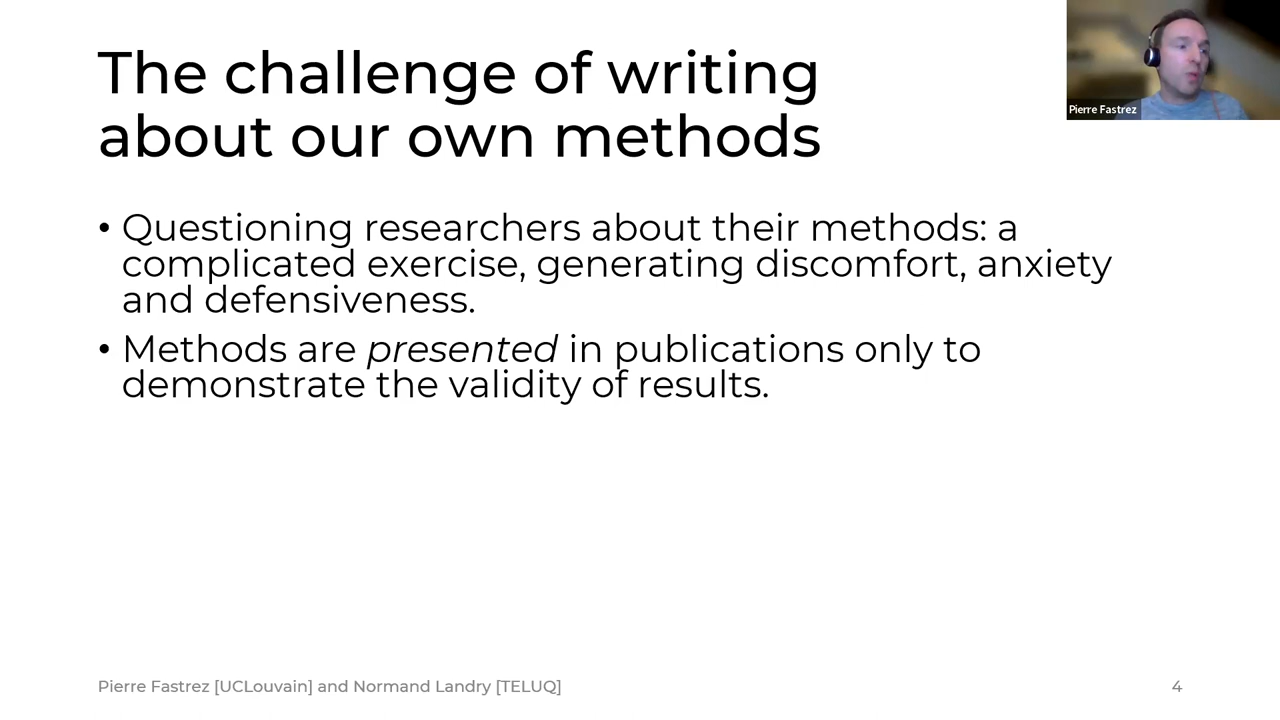 The challenge of writing
about our own methods
Pierre Fastrez
• Questioning researchers about their methods: a
complicated exercise, generating discomfort, anxiety
and defensiveness.
• Methods are presented in publications only to
demonstrate the validity of results.
Pierre Fastrez [UCLouvain] and Normand Landry [TELUQ]
4